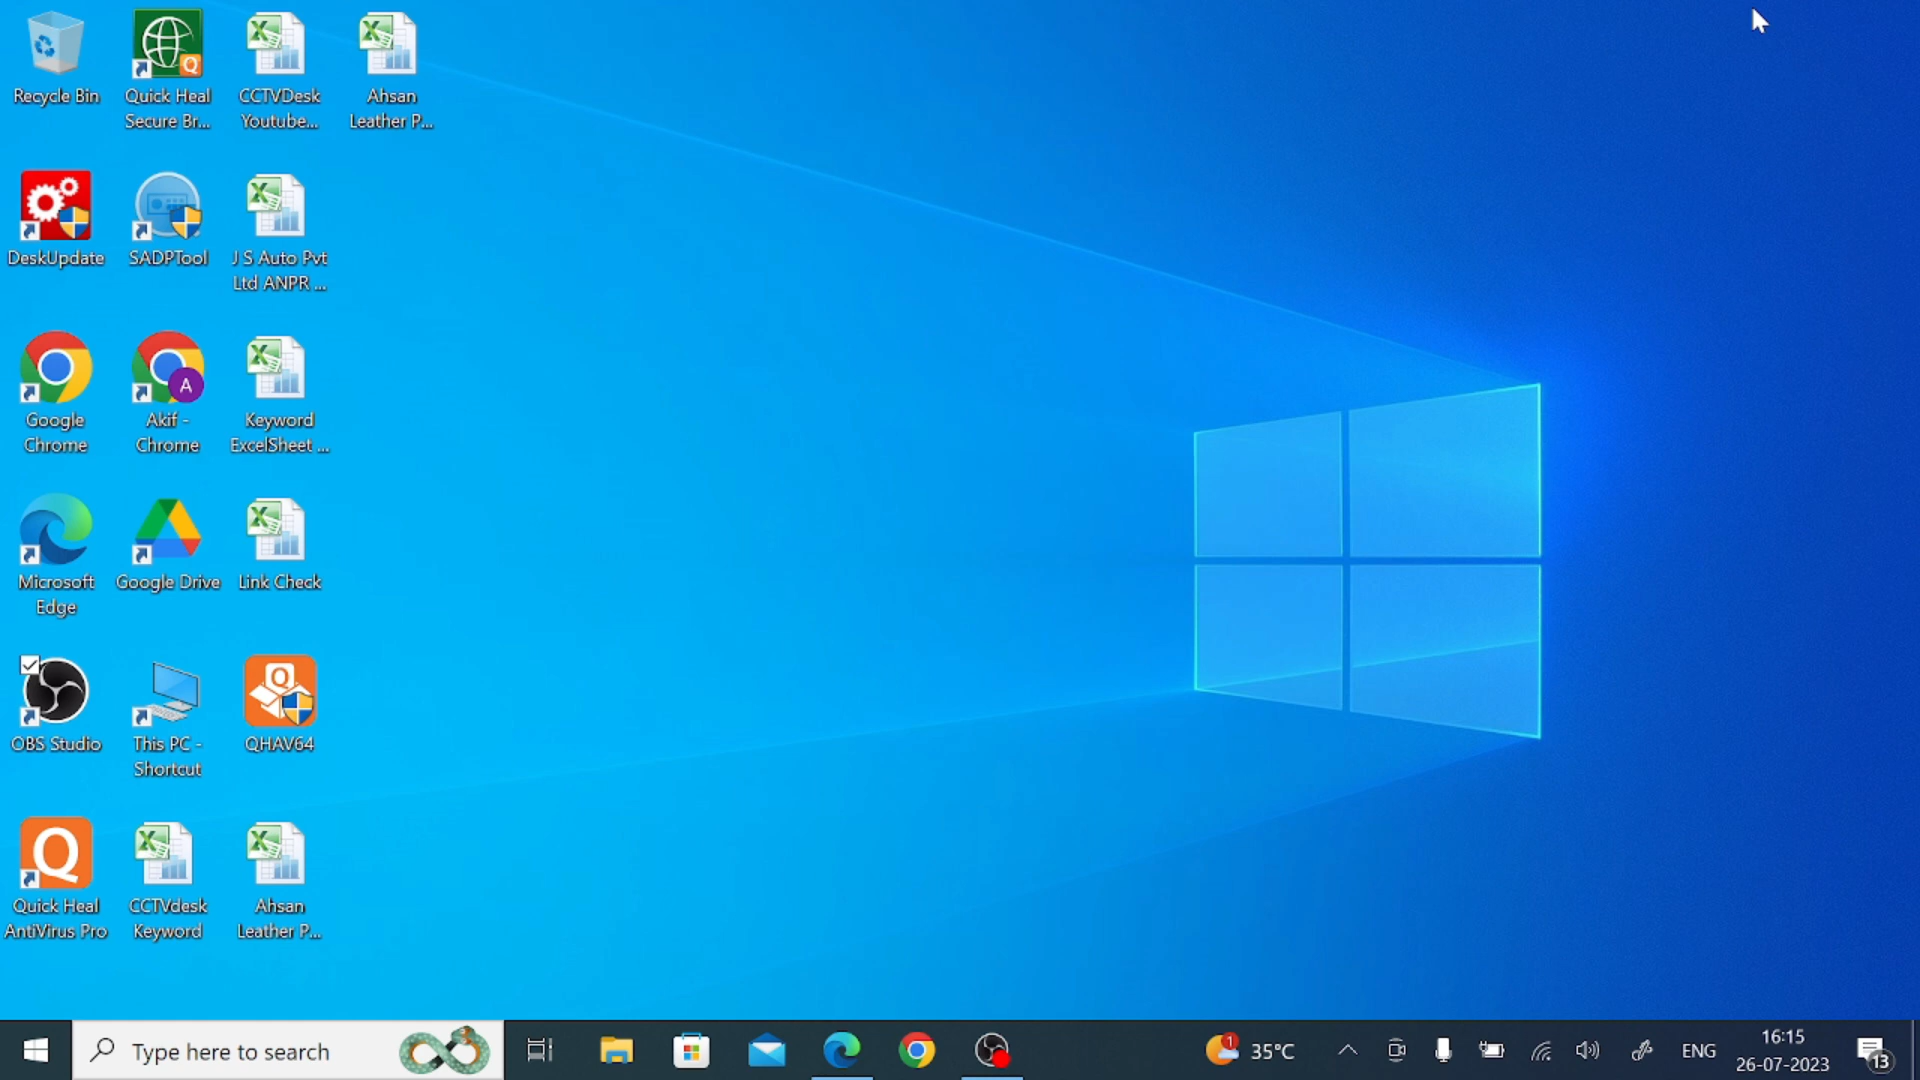 Recycle Bin
Quick Heal
Secure Br...
CCTVDesk
Youtube...
Ahsan
Leather P...
DeskUpdate
SADPTool
J S Auto Pvt
Ltd ANPR ...
Google
Chrome
A
Akif -
Chrome
Keyword
ExcelSheet ...
Microsoft
Edge
Google Drive
Link Check
OBS Studio
This PC -
Shortcut
QHAV64
Quick Heal
AntiVirus Pro
CCTVdesk
Keyword
Ahsan
Leather P...
Type here to search
1
35°C
ENG
16:15
26-07-2023
13